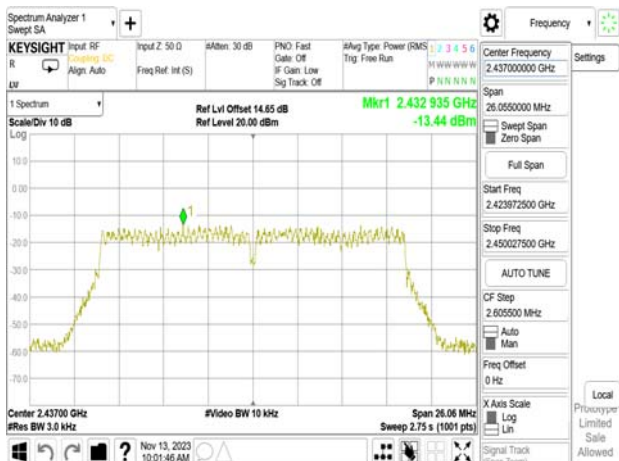 Spectrum Analyzer 1
Swept SA
Frequency
KEYSIGHT
Input: RF
Coupling: DC
Align: Auto
Input Z: 50 Ω
Freq Ref: Int (S)
#Atten: 30 dB
PNO: Fast
Gate: Off
IF Gain: Low
Sig Track: Off
#Avg Type: Power (RMS
Trig: Free Run
1 2 3 4 5 6
M W W W W W
P N N N N N
R
1 Spectrum
Scale/Div 10 dB
Ref Lvl Offset 14.65 dB
Ref Level 20.00 dBm
Mkr1 2.432 935 GHz
-13.44 dBm
Log
10.0
0.00
-10.0
-20.0
-30.0
-40.0
-50.0
-60.0
-70.0
1
Center 2.43700 GHz
#Res BW 3.0 kHz
#Video BW 10 kHz
Span 26.06 MHz
Sweep 2.75 s (1001 pts)
Nov 13, 2023
10:01:46 AM
Center Frequency
2.437000000 GHz
Settings
Span
26.0550000 MHz
Swept Span
Zero Span
Full Span
Start Freq
2.423972500 GHz
Stop Freq
2.450027500 GHz
AUTO TUNE
CF Step
2.605500 MHz
Auto
Man
Freq Offset
0 Hz
X Axis Scale
Log
Lin
Signal Track
Local
Prototype
Limited
Sale
Allowed